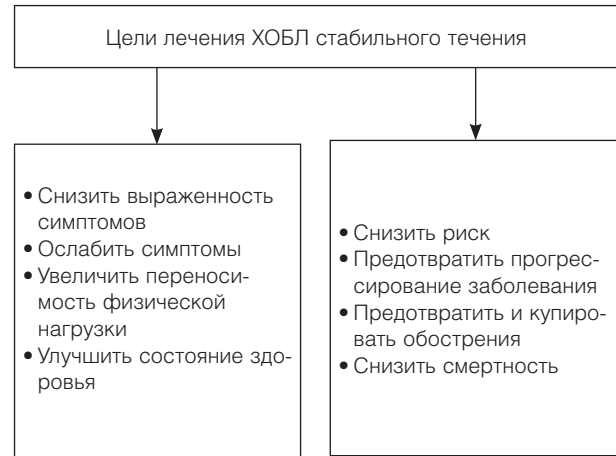 Цели лечения ХОБЛ стабильного течения
• Снизить выраженность
симптомов
• Ослабить симптомы
• Увеличить переноси-
мость физической
нагрузки
• Улучшить состояние здо-
ровья
• Снизить риск
• Предотвратить прогрес-
сирование заболевания
• Предотвратить и купиро-
вать обострения
• Снизить смертность